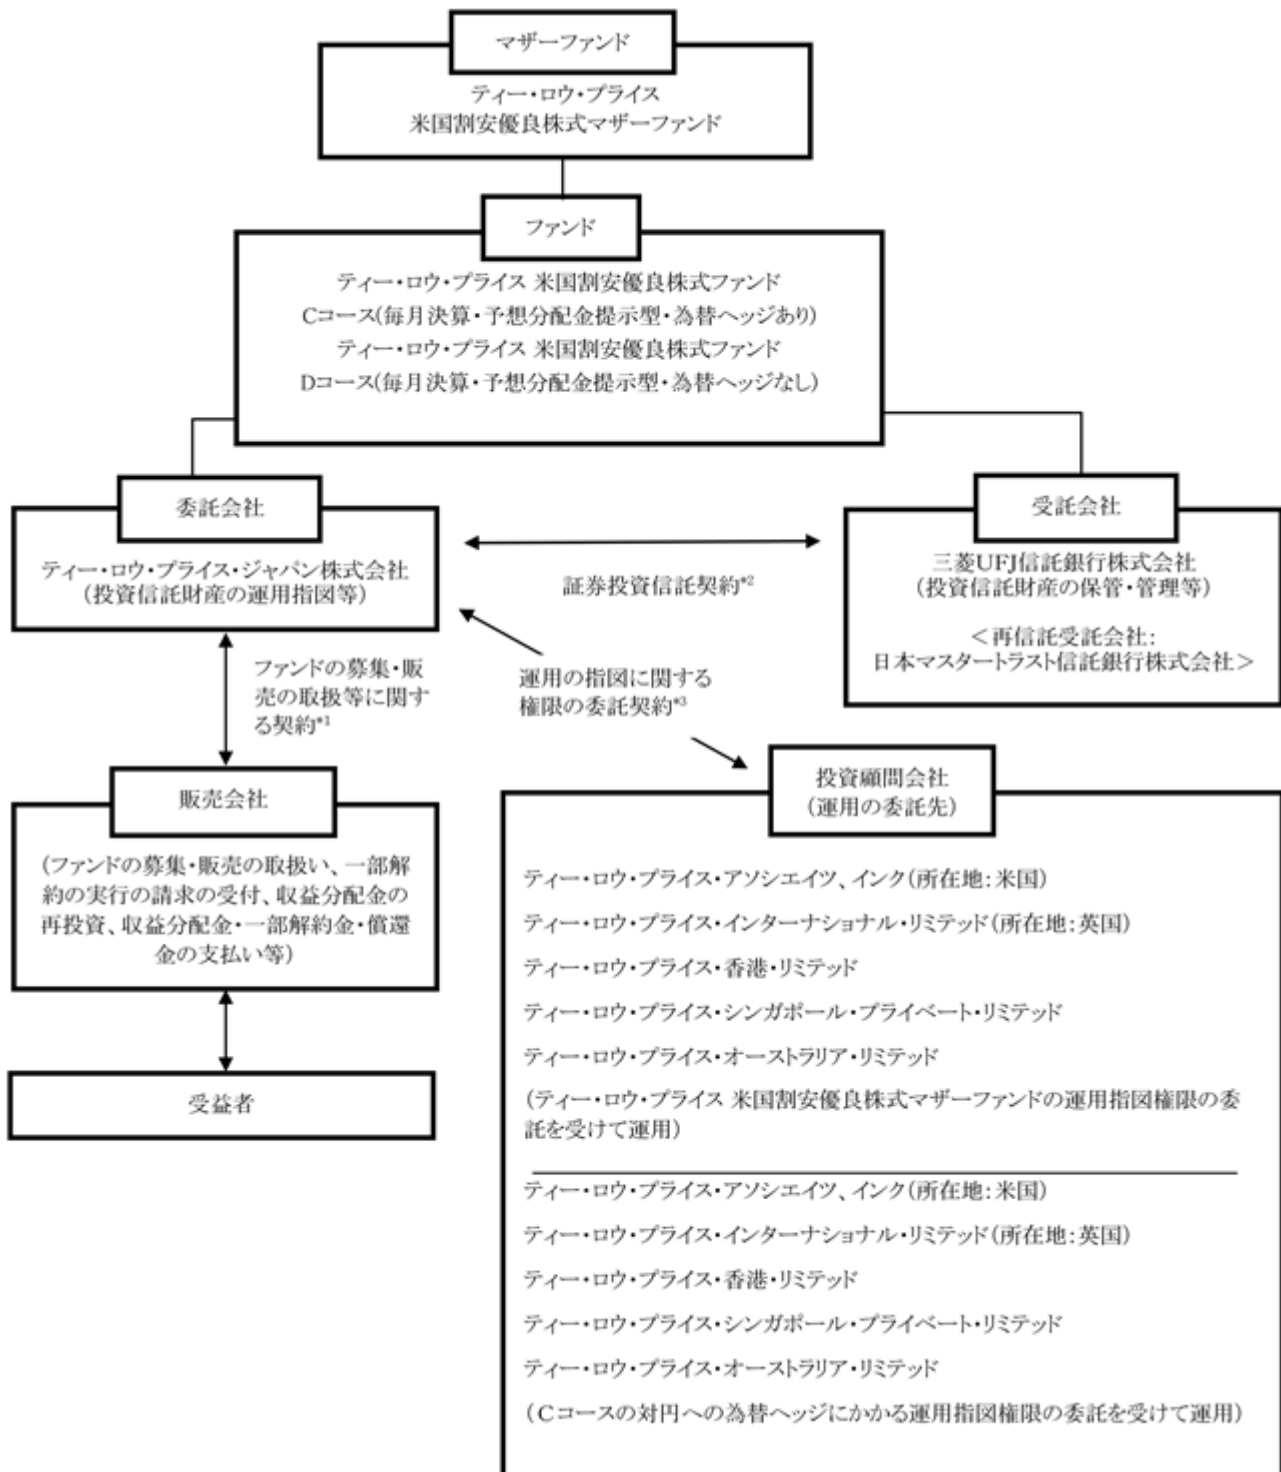 マザーファンド
ティー・ロウ・プライス
米国割安優良株式マザーファンド
ファンド
ティー・ロウ・プライス 米国割安優良株式ファンド
Cコース(毎月決算・予想分配金提示型・為替ヘッジあり)
ティー・ロウ・プライス 米国割安優良株式ファンド
Dコース(毎月決算・予想分配金提示型・為替ヘッジなし)
委託会社
ティー・ロウ・プライス・ジャパン株式会社
(投資信託財産の運用指図等)
証券投資信託契約*2
受託会社
三菱UFJ信託銀行株式会社
(投資信託財産の保管・管理等)
＜再信託受託会社：
日本マスタートラスト信託銀行株式会社＞
ファンドの募集・販
売の取扱等に関す
る契約*1
運用の指図に関する
権限の委託契約*3
販売会社
(ファンドの募集・販売の取扱い、一部解
約の実行の請求の受付、収益分配金の
再投資、収益分配金・一部解約金・償還
金の支払い等)
受益者
投資顧問会社
(運用の委託先)
ティー・ロウ・プライス・アソシエイツ、インク(所在地：米国)
ティー・ロウ・プライス・インターナショナル・リミテッド(所在地：英国)
ティー・ロウ・プライス・香港・リミテッド
ティー・ロウ・プライス・シンガポール・プライベート・リミテッド
ティー・ロウ・プライス・オーストラリア・リミテッド
(ティー・ロウ・プライス 米国割安優良株式マザーファンドの運用指図権限の委
託を受けて運用)
ティー・ロウ・プライス・アソシエイツ、インク(所在地：米国)
ティー・ロウ・プライス・インターナショナル・リミテッド(所在地：英国)
ティー・ロウ・プライス・香港・リミテッド
ティー・ロウ・プライス・シンガポール・プライベート・リミテッド
ティー・ロウ・プライス・オーストラリア・リミテッド
(Cコースの対円への為替ヘッジにかかる運用指図権限の委託を受けて運用)